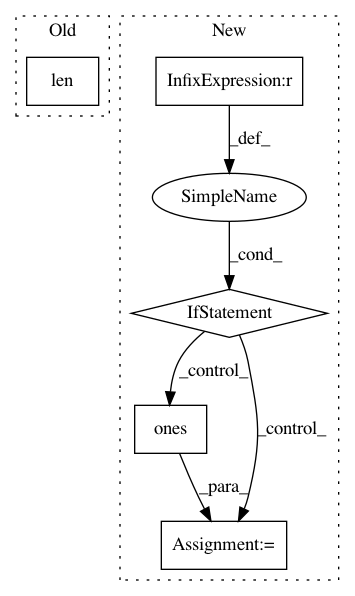 Old
New
len
InfixExpression:r
_def_
SimpleName
_cond_
IfStatement
_control_
_control_
ones
_para_
Assignment:=